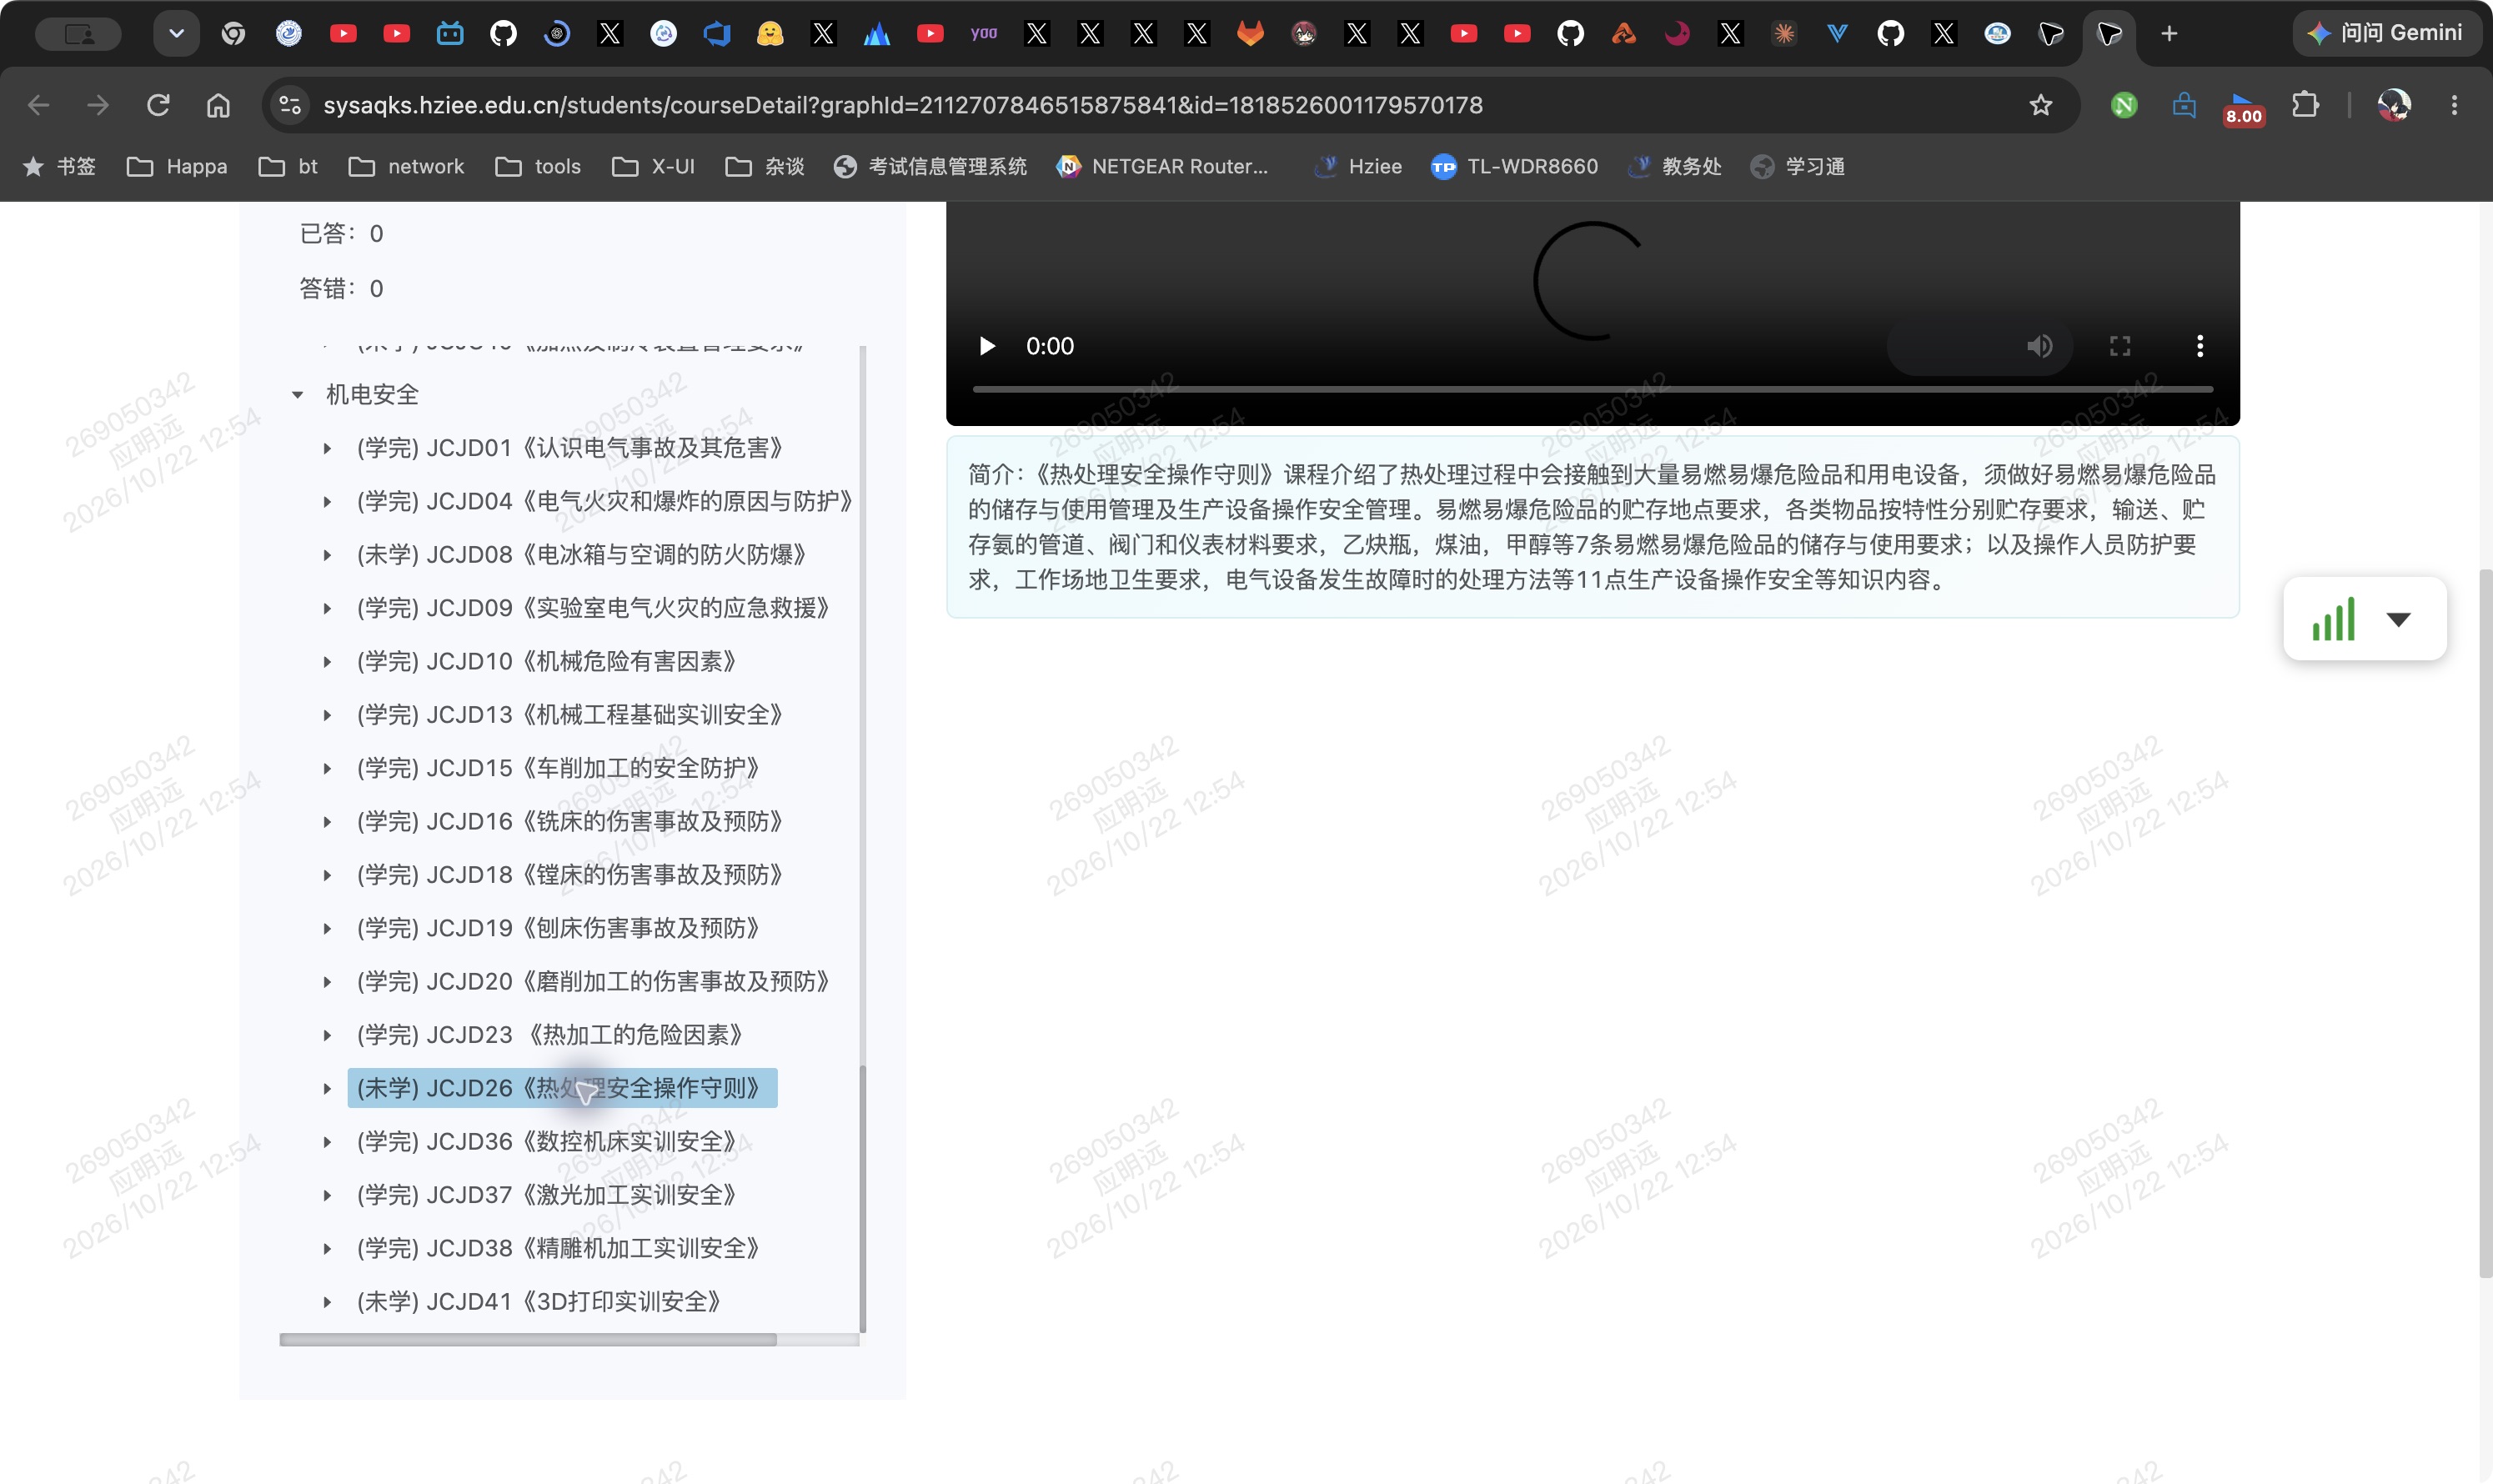 yoo
问问 Gemini
sysaqks.hziee.edu.cn/students/courseDetail?graphId=2112707846515875841&id=1818526001179570178
N
8.00
书签
Happa
bt
network
tools
X-UI
杂谈
考试信息管理系统
NETGEAR Router...
Hziee
TP
TL-WDR8660
教务处
学习通
已答：0
答错：0
机电安全
(学完) JCJD01《认识电气事故及其危害》
(学完) JCJD04《电气火灾和爆炸的原因与防护》
(未学) JCJD08《电冰箱与空调的防火防爆》
(学完) JCJD09《实验室电气火灾的应急救援》
(学完) JCJD10《机械危险有害因素》
(学完) JCJD13《机械工程基础实训安全》
(学完) JCJD15《车削加工的安全防护》
(学完) JCJD16《铣床的伤害事故及预防》
(学完) JCJD18《镗床的伤害事故及预防》
(学完) JCJD19《刨床伤害事故及预防》
(学完) JCJD20《磨削加工的伤害事故及预防》
(学完) JCJD23 《热加工的危险因素》
(未学) JCJD26《热处理安全操作守则》
(学完) JCJD36《数控机床实训安全》
(学完) JCJD37《激光加工实训安全》
(学完) JCJD38《精雕机加工实训安全》
(未学) JCJD41《3D打印实训安全》
0:00
简介：《热处理安全操作守则》课程介绍了热处理过程中会接触到大量易燃易爆危险品和用电设备，须做好易燃易爆危险品
的储存与使用管理及生产设备操作安全管理。易燃易爆危险品的贮存地点要求，各类物品按特性分别贮存要求，输送、贮
存氨的管道、阀门和仪表材料要求，乙炔瓶，煤油，甲醇等7条易燃易爆危险品的储存与使用要求；以及操作人员防护要
求，工作场地卫生要求，电气设备发生故障时的处理方法等11点生产设备操作安全等知识内容。
269050342
应明远
2026/10/22 12:54